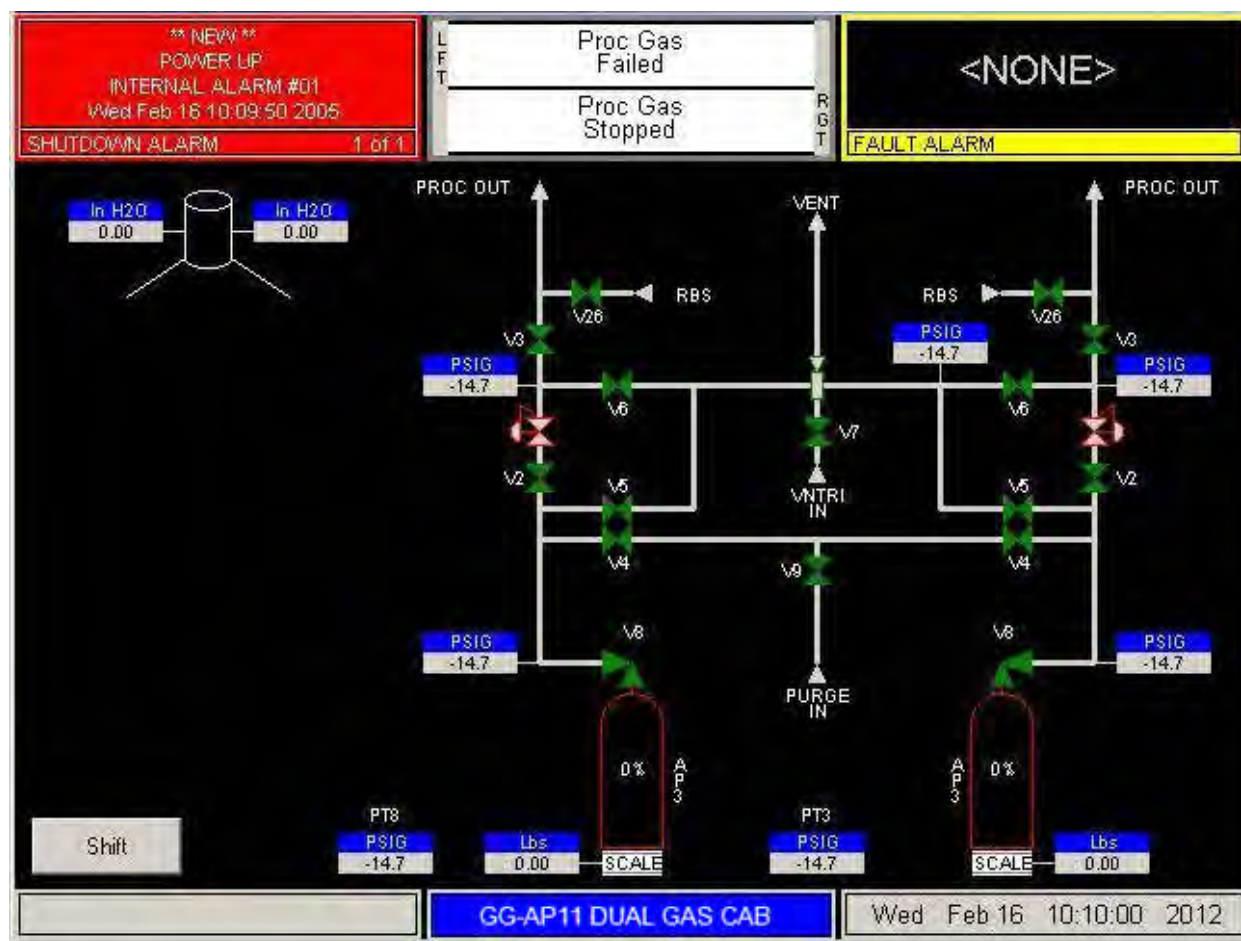 ** NEW **
POWER UP
INTERNAL ALARM #01
Wed Feb 16 10:09:50 2005
SHUTDOWN ALARM 1 of 1
LFT
Proc Gas
Failed
Proc Gas
Stopped
RGT
<NONE>
FAULT ALARM
In H2O
0.00
In H2O
0.00
PROC OUT
VENT
PROC OUT
RBS
V26
RBS
V26
V3
PSIG
-14.7
V3
PSIG
-14.7
PSIG
-14.7
V6
V6
V7
V2
V5
VNTRI
IN
V5
V2
V4
V9
V4
PSIG
-14.7
V8
V8
PSIG
-14.7
PURGE
IN
0%
AP3
AP3
0%
PT8
PSIG
-14.7
Lbs
0.00
SCALE
PT3
PSIG
-14.7
SCALE
Lbs
0.00
Shift
GG-AP11 DUAL GAS CAB
Wed Feb 16 10:10:00 2012